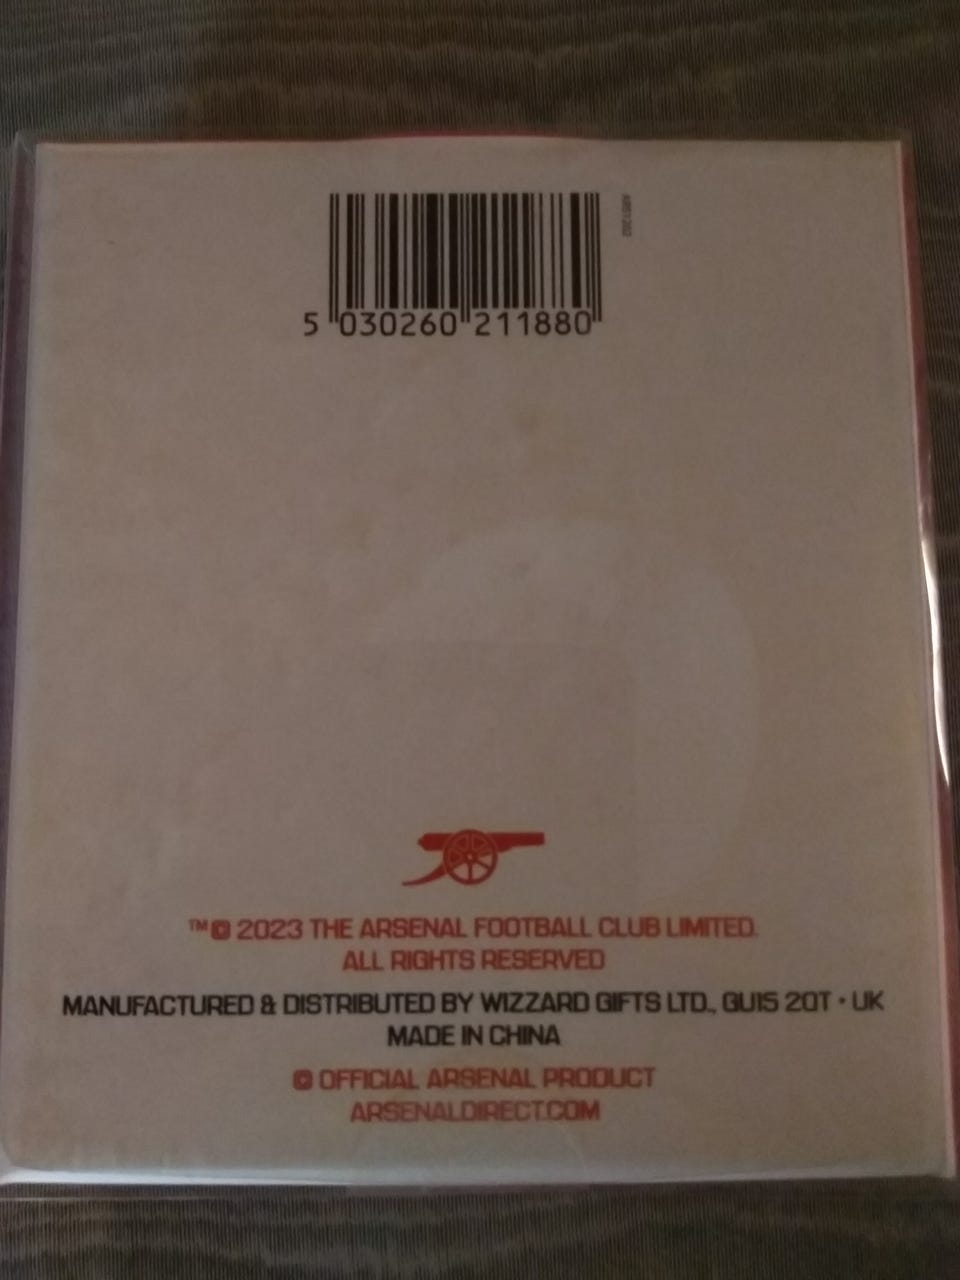 5 030260 211880
™ © 2023 THE ARSENAL FOOTBALL CLUB LIMITED.
ALL RIGHTS RESERVED
MANUFACTURED & DISTRIBUTED BY WIZZARD GIFTS LTD., GU15 2QT • UK
MADE IN CHINA
© OFFICIAL ARSENAL PRODUCT
ARSENALDIRECT.COM